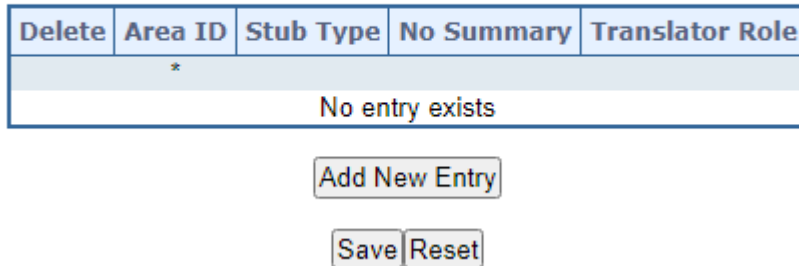 Delete Area ID Stub Type No Summary Translator Role
*
No entry exists
Add New Entry
Save Reset